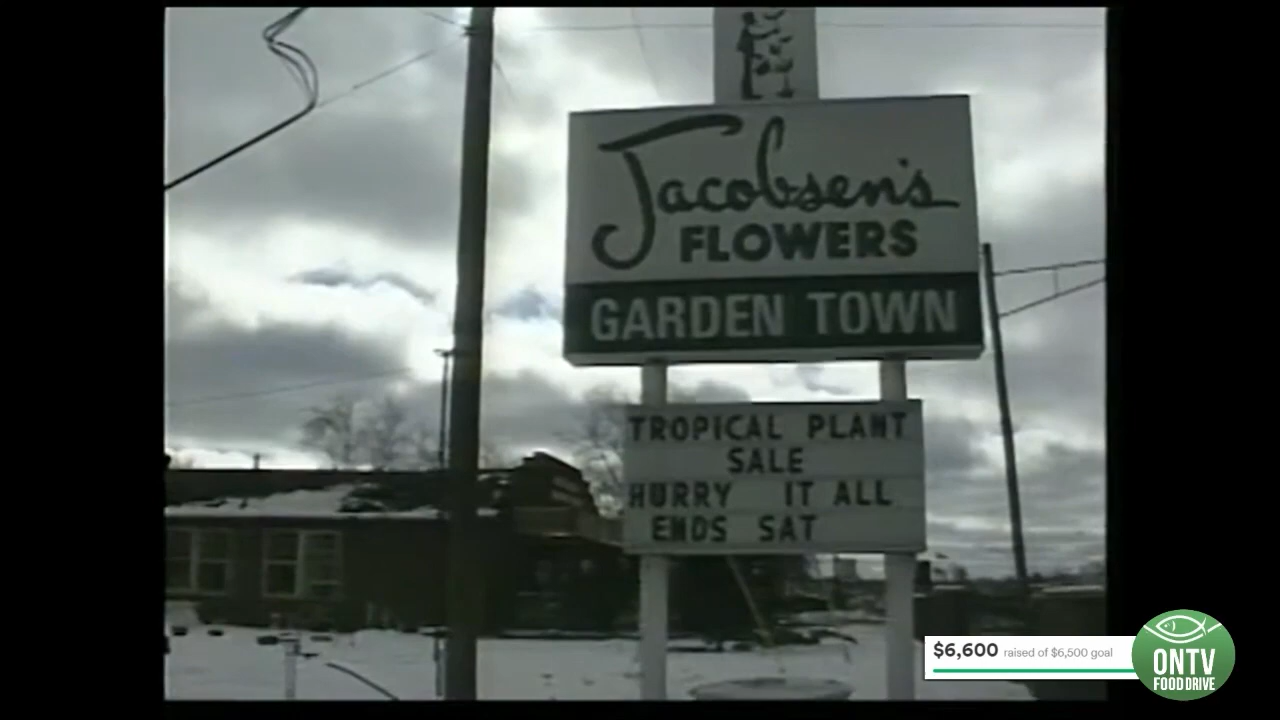 Jacobsen's
FLOWERS
GARDEN TOWN
TROPICAL PLANT
SALE
HURRY IT ALL
ENDS SAT
$6,600 raised of $6,500 goal
ONTV
FOOD DRIVE